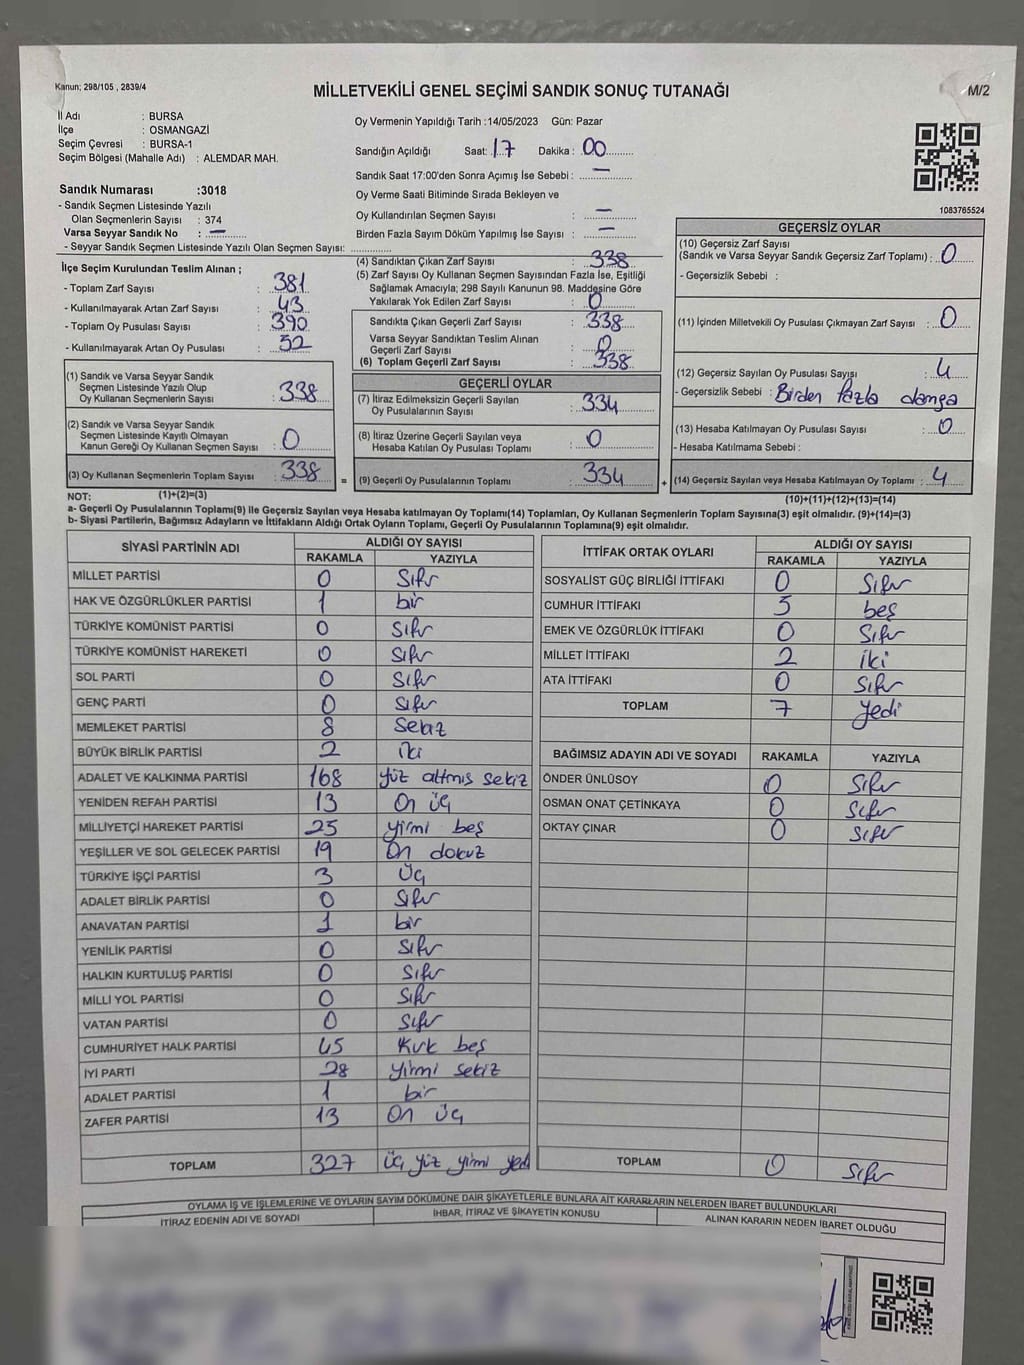 Kanun; 298/105 , 2839/4
MİLLETVEKİLİ GENEL SEÇİMİ SANDIK SONUÇ TUTANAĞI
M/2
İl Adı : BURSA
İlçe : OSMANGAZİ
Seçim Çevresi : BURSA-1
Seçim Bölgesi (Mahalle Adı) : ALEMDAR MAH.
Oy Vermenin Yapıldığı Tarih :14/05/2023 Gün: Pazar
Sandığın Açıldığı Saat: 17 Dakika : 00
Sandık Saat 17:00'den Sonra Açımış İse Sebebi : —
Oy Verme Saati Bitiminde Sırada Bekleyen ve
Oy Kullandırılan Seçmen Sayısı : —
Birden Fazla Sayım Döküm Yapılmış İse Sayısı : —
1083765524
Sandık Numarası :3018
- Sandık Seçmen Listesinde Yazılı
Olan Seçmenlerin Sayısı : 374
Varsa Seyyar Sandık No : —
- Seyyar Sandık Seçmen Listesinde Yazılı Olan Seçmen Sayısı:
İlçe Seçim Kurulundan Teslim Alınan ;
- Toplam Zarf Sayısı : 381
- Kullanılmayarak Artan Zarf Sayısı : 43
- Toplam Oy Pusulası Sayısı : 390
- Kullanılmayarak Artan Oy Pusulası : 52
(1) Sandık ve Varsa Seyyar Sandık
Seçmen Listesinde Yazılı Olup
Oy Kullanan Seçmenlerin Sayısı : 338
(2) Sandık ve Varsa Seyyar Sandık
Seçmen Listesinde Kayıtlı Olmayan
Kanun Gereği Oy Kullanan Seçmen Sayısı : 0
(3) Oy Kullanan Seçmenlerin Toplam Sayısı : 338
(4) Sandıktan Çıkan Zarf Sayısı : 338
(5) Zarf Sayısı Oy Kullanan Seçmen Sayısından Fazla İse, Eşitliği
Sağlamak Amacıyla; 298 Sayılı Kanunun 98. Maddesine Göre
Yakılarak Yok Edilen Zarf Sayısı : 0
Sandıkta Çıkan Geçerli Zarf Sayısı : 338
Varsa Seyyar Sandıktan Teslim Alınan
Geçerli Zarf Sayısı : 0
(6) Toplam Geçerli Zarf Sayısı : 338
GEÇERLİ OYLAR
(7) İtiraz Edilmeksizin Geçerli Sayılan
Oy Pusulalarının Sayısı : 334
(8) İtiraz Üzerine Geçerli Sayılan veya
Hesaba Katılan Oy Pusulası Toplamı : 0
= (9) Geçerli Oy Pusulalarının Toplamı : 334
GEÇERSİZ OYLAR
(10) Geçersiz Zarf Sayısı
(Sandık ve Varsa Seyyar Sandık Geçersiz Zarf Toplamı) : 0
- Geçersizlik Sebebi :
(11) İçinden Milletvekili Oy Pusulası Çıkmayan Zarf Sayısı : 0
(12) Geçersiz Sayılan Oy Pusulası Sayısı : 4
- Geçersizlik Sebebi : Birden fazla damga
(13) Hesaba Katılmayan Oy Pusulası Sayısı : 0
- Hesaba Katılmama Sebebi :
+ (14) Geçersiz Sayılan veya Hesaba Katılmayan Oy Toplamı : 4
NOT: (1)+(2)=(3)
(10)+(11)+(12)+(13)=(14)
a- Geçerli Oy Pusulalarının Toplamı(9) ile Geçersiz Sayılan veya Hesaba katılmayan Oy Toplamı(14) Toplamları, Oy Kullanan Seçmenlerin Toplam Sayısına(3) eşit olmalıdır. (9)+(14)=(3)
b- Siyasi Partilerin, Bağımsız Adayların ve İttifakların Aldığı Ortak Oyların Toplamı, Geçerli Oy Pusulalarının Toplamına(9) eşit olmalıdır.
SİYASİ PARTİNİN ADI ALDIĞI OY SAYISI
RAKAMLA YAZIYLA
MİLLET PARTİSİ 0 Sıfır
HAK VE ÖZGÜRLÜKLER PARTİSİ 1 bir
TÜRKİYE KOMÜNİST PARTİSİ 0 Sıfır
TÜRKİYE KOMÜNİST HAREKETİ 0 Sıfır
SOL PARTİ 0 Sıfır
GENÇ PARTİ 0 Sıfır
MEMLEKET PARTİSİ 8 Sekiz
BÜYÜK BİRLİK PARTİSİ 2 iki
ADALET VE KALKINMA PARTİSİ 168 yüz altmış sekiz
YENİDEN REFAH PARTİSİ 13 On üç
MİLLİYETÇİ HAREKET PARTİSİ 25 yirmi beş
YEŞİLLER VE SOL GELECEK PARTİSİ 19 On dokuz
TÜRKİYE İŞÇİ PARTİSİ 3 üç
ADALET BİRLİK PARTİSİ 0 Sıfır
ANAVATAN PARTİSİ 1 bir
YENİLİK PARTİSİ 0 Sıfır
HALKIN KURTULUŞ PARTİSİ 0 Sıfır
MİLLİ YOL PARTİSİ 0 Sıfır
VATAN PARTİSİ 0 Sıfır
CUMHURİYET HALK PARTİSİ 45 Kırk beş
İYİ PARTİ 28 Yirmi sekiz
ADALET PARTİSİ 1 bir
ZAFER PARTİSİ 13 On üç
TOPLAM 327 üç yüz yirmi yedi
İTTİFAK ORTAK OYLARI ALDIĞI OY SAYISI
RAKAMLA YAZIYLA
SOSYALİST GÜÇ BİRLİĞİ İTTİFAKI 0 Sıfır
CUMHUR İTTİFAKI 5 beş
EMEK VE ÖZGÜRLÜK İTTİFAKI 0 Sıfır
MİLLET İTTİFAKI 2 iki
ATA İTTİFAKI 0 Sıfır
TOPLAM 7 yedi
BAĞIMSIZ ADAYIN ADI VE SOYADI RAKAMLA YAZIYLA
ÖNDER ÜNLÜSOY 0 Sıfır
OSMAN ONAT ÇETİNKAYA 0 Sıfır
OKTAY ÇINAR 0 Sıfır
TOPLAM 0 Sıfır
OYLAMA İŞ VE İŞLEMLERİNE VE OYLARIN SAYIM DÖKÜMÜNE DAİR ŞİKAYETLERLE BUNLARA AİT KARARLARIN NELERDEN İBARET BULUNDUKLARI
İTİRAZ EDENİN ADI VE SOYADI İHBAR, İTİRAZ VE ŞİKAYETİN KONUSU ALINAN KARARIN NEDEN İBARET OLDUĞU